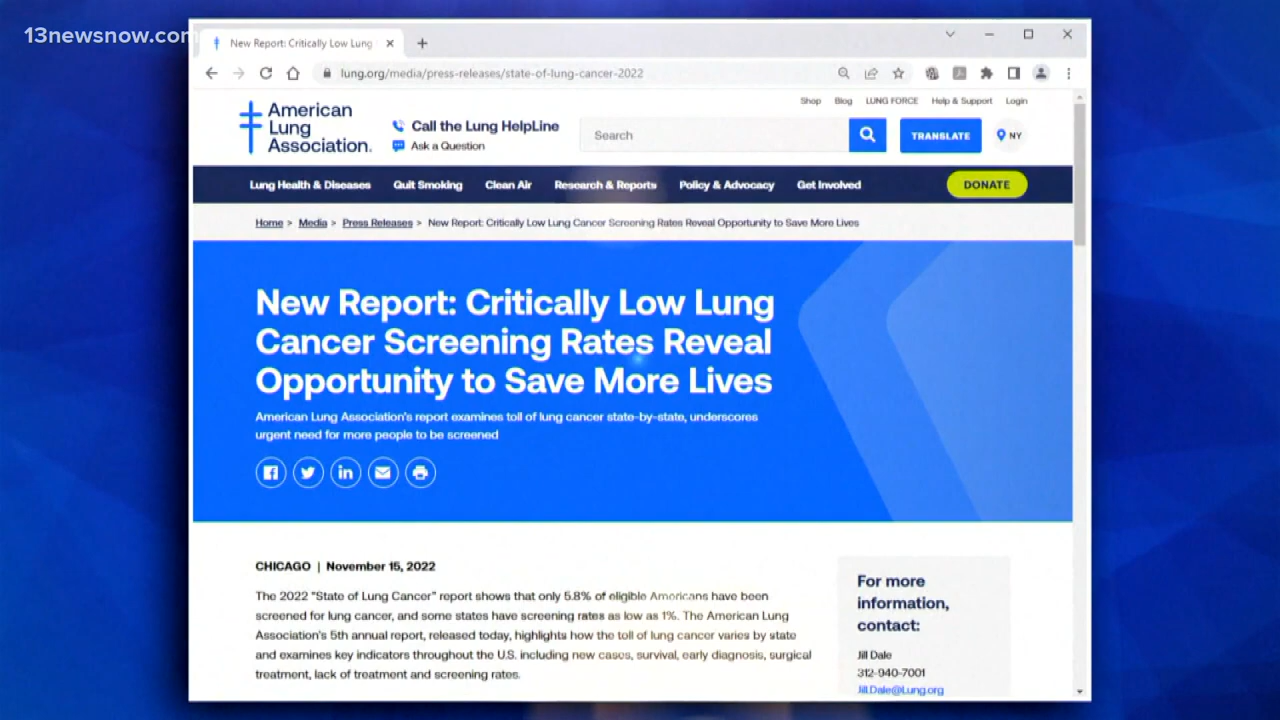 13newsnow.com
New Report: Critically Low Lung
lung.org/media/press-releases/state-of-lung-cancer-2022
Shop Blog LUNG FORCE Help & Support Login
American
Lung
Association.
Call the Lung HelpLine
Ask a Question
Search
TRANSLATE
NY
Lung Health & Diseases Quit Smoking Clean Air Research & Reports Policy & Advocacy Get Involved DONATE
Home > Media > Press Releases > New Report: Critically Low Lung Cancer Screening Rates Reveal Opportunity to Save More Lives
New Report: Critically Low Lung
Cancer Screening Rates Reveal
Opportunity to Save More Lives
American Lung Association's report examines toll of lung cancer state-by-state, underscores
urgent need for more people to be screened
CHICAGO | November 15, 2022
The 2022 "State of Lung Cancer" report shows that only 5.8% of eligible Americans have been
screened for lung cancer, and some states have screening rates as low as 1%. The American Lung
Association's 5th annual report, released today, highlights how the toll of lung cancer varies by state
and examines key indicators throughout the U.S. including new cases, survival, early diagnosis, surgical
treatment, lack of treatment and screening rates.
For more
information,
contact:
Jill Dale
312-940-7001
Jill.Dale@Lung.org